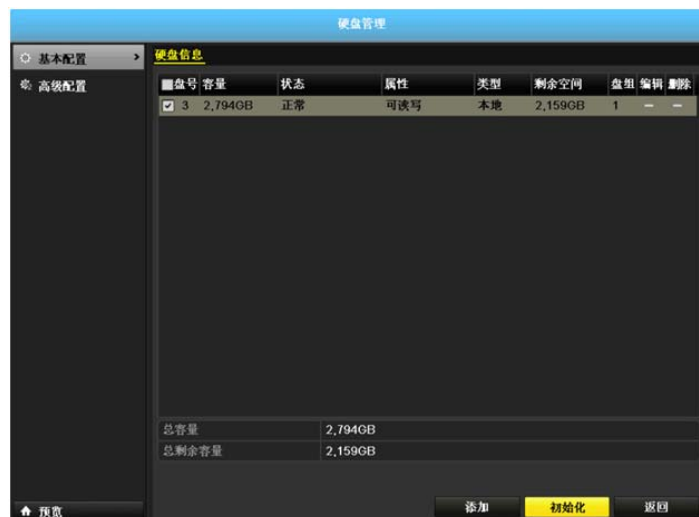 硬盘管理
基本配置 >
高级配置
硬盘信息
盘号 容量 状态 属性 类型 剩余空间 盘组 编辑 删除
3 2,794GB 正常 可读写 本地 2,159GB 1 — —
总容量 2,794GB
总剩余容量 2,159GB
添加 初始化 返回
预览